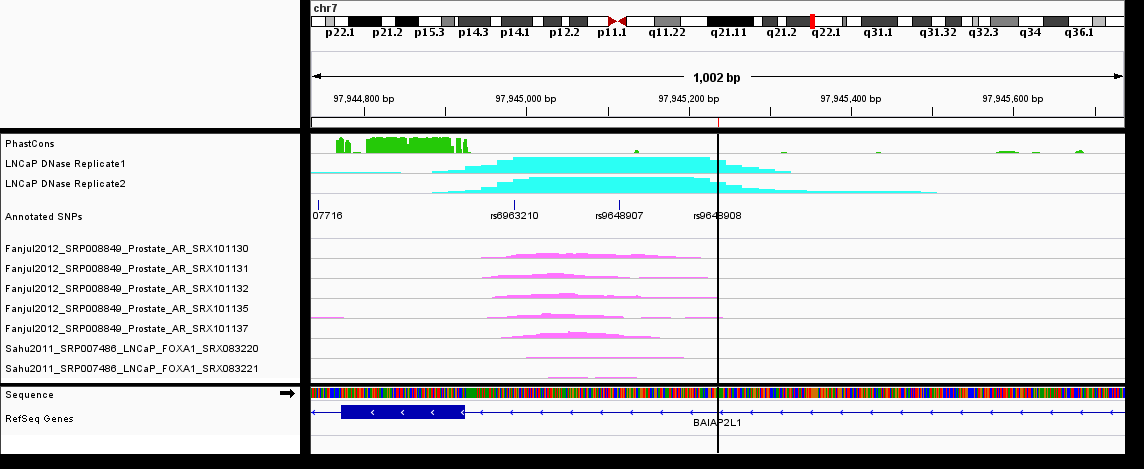 chr7
p22.1 p21.2 p15.3 p14.3 p14.1 p12.2 p11.1 q11.22 q21.11 q21.2 q22.1 q31.1 q31.32 q32.3 q34 q36.1
1,002 bp
97,944,800 bp 97,945,000 bp 97,945,200 bp 97,945,400 bp 97,945,600 bp
PhastCons
LNCaP DNase Replicate1
LNCaP DNase Replicate2
Annotated SNPs 07716 rs6963210 rs9648907 rs9648908
Fanjul2012_SRP008849_Prostate_AR_SRX101130
Fanjul2012_SRP008849_Prostate_AR_SRX101131
Fanjul2012_SRP008849_Prostate_AR_SRX101132
Fanjul2012_SRP008849_Prostate_AR_SRX101135
Fanjul2012_SRP008849_Prostate_AR_SRX101137
Sahu2011_SRP007486_LNCaP_FOXA1_SRX083220
Sahu2011_SRP007486_LNCaP_FOXA1_SRX083221
Sequence
RefSeq Genes
BAIAP2L1